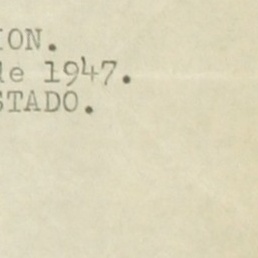 ION.
de 1947.
STADO.